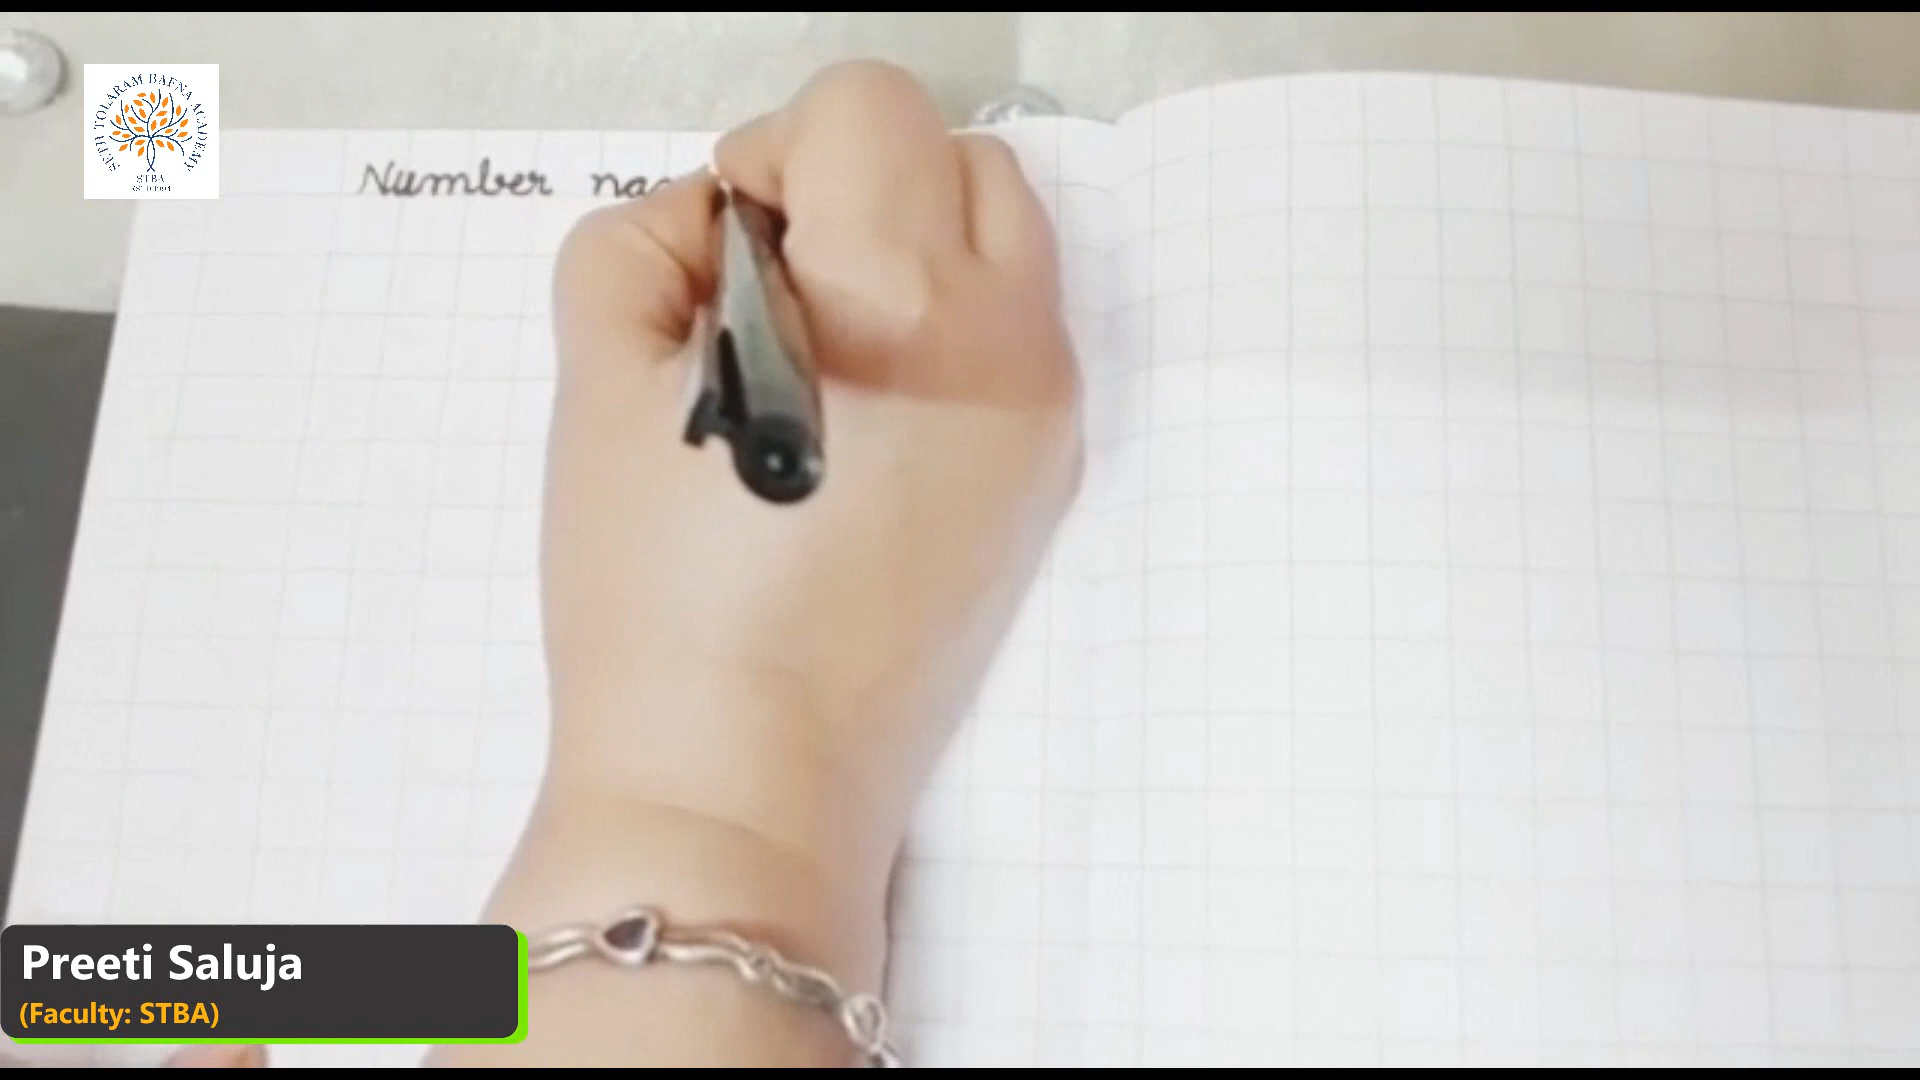 SETH TOLARAM BAFNA ACADEMY
STBA
Number
Preeti Saluja
(Faculty: STBA)